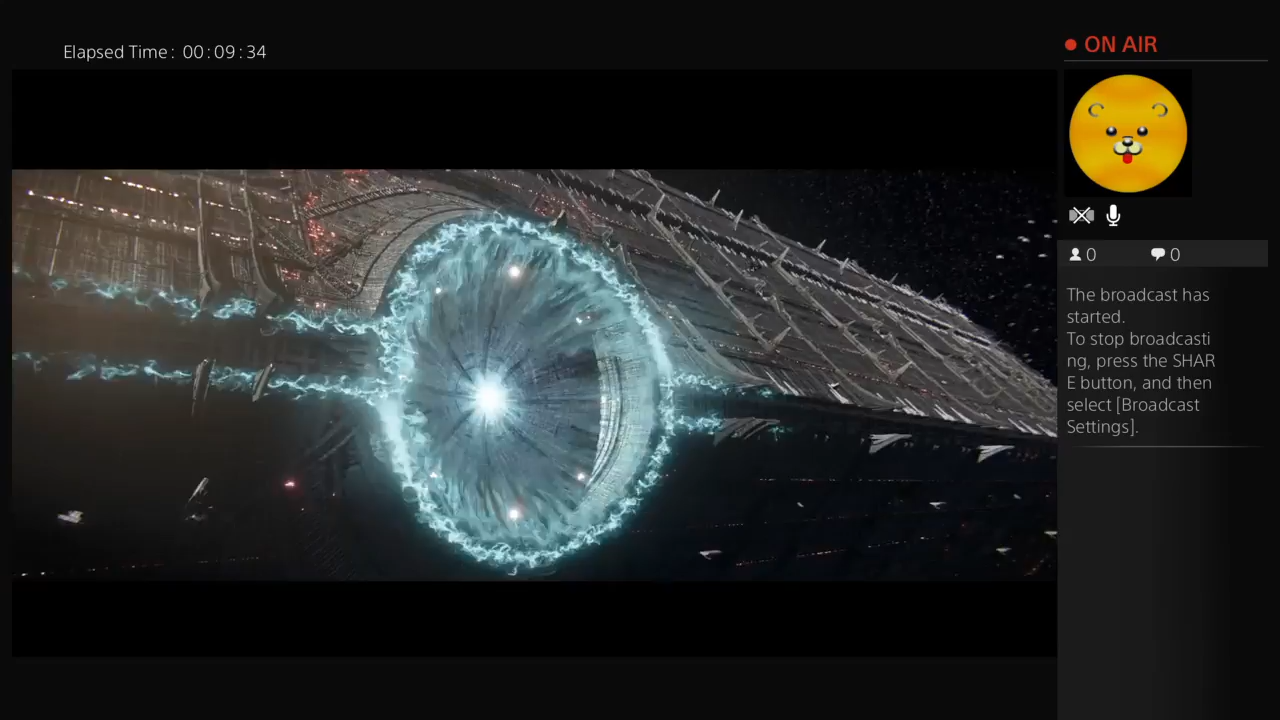 Elapsed Time: 00:09:34
ON AIR
0 0
The broadcast has
started.
To stop broadcasti
ng, press the SHAR
E button, and then
select [Broadcast
Settings].